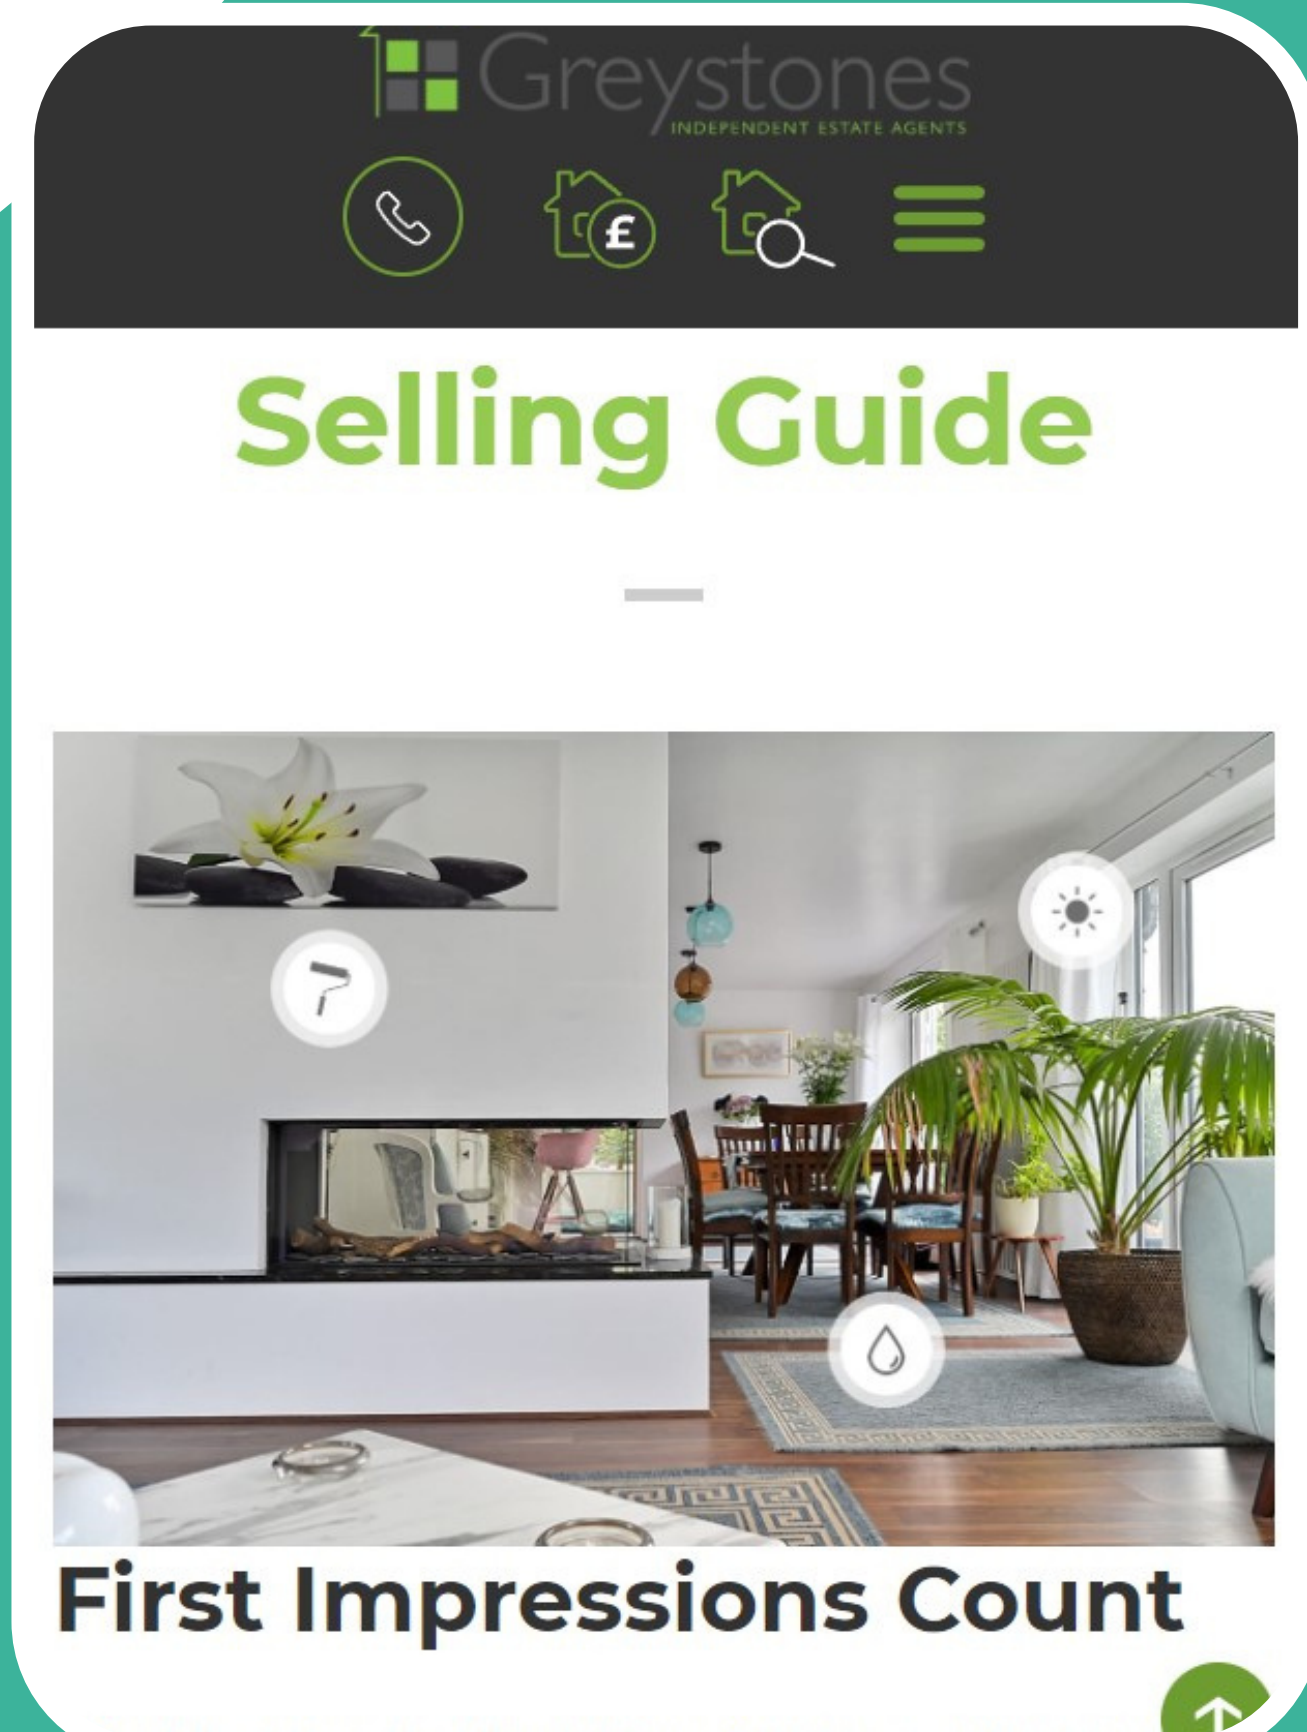 Greystones
INDEPENDENT ESTATE AGENTS
£
Selling Guide
First Impressions Count